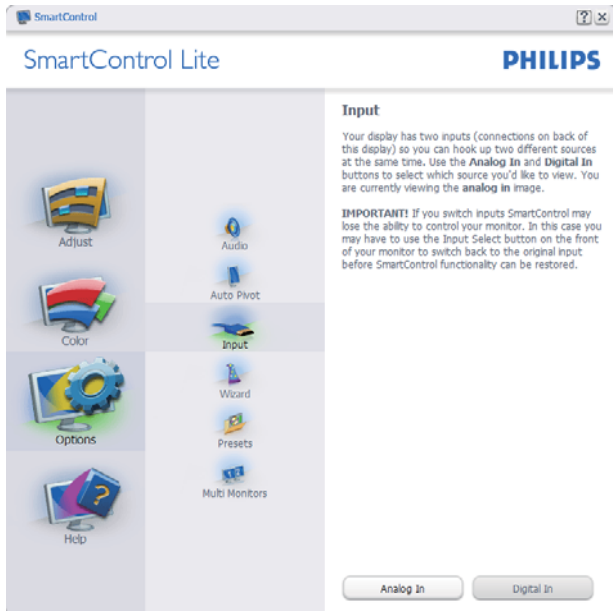 SmartControl
SmartControl Lite
PHILIPS
Adjust
Color
Options
Help
Audio
Auto Pivot
Input
Wizard
Presets
Multi Monitors
Input
Your display has two inputs (connections on back of
this display) so you can hook up two different sources
at the same time. Use the Analog In and Digital In
buttons to select which source you'd like to view. You
are currently viewing the analog in image.
IMPORTANT! If you switch inputs SmartControl may
lose the ability to control your monitor. In this case you
may have to use the Input Select button on the front
of your monitor to switch back to the original input
before SmartControl functionality can be restored.
Analog In
Digital In